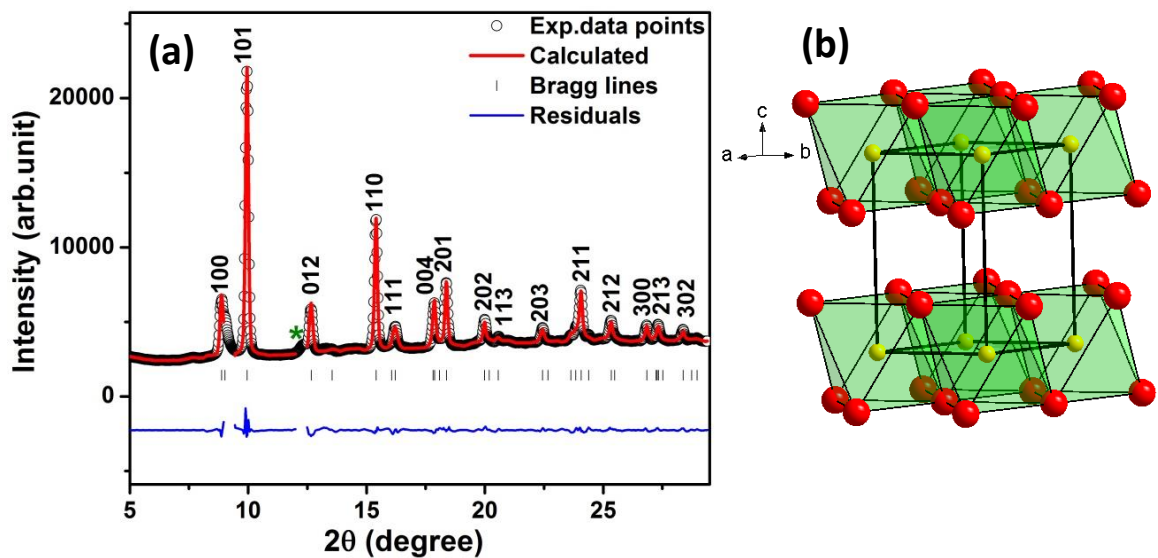 (a)
Exp.data points
Calculated
Bragg lines
Residuals
Intensity (arb.unit)
20000
10000
0
100
101
*
012
110
111
004
201
202
113
203
211
212
300
213
302
5
10
15
20
25
2θ (degree)
(b)
c
a
b